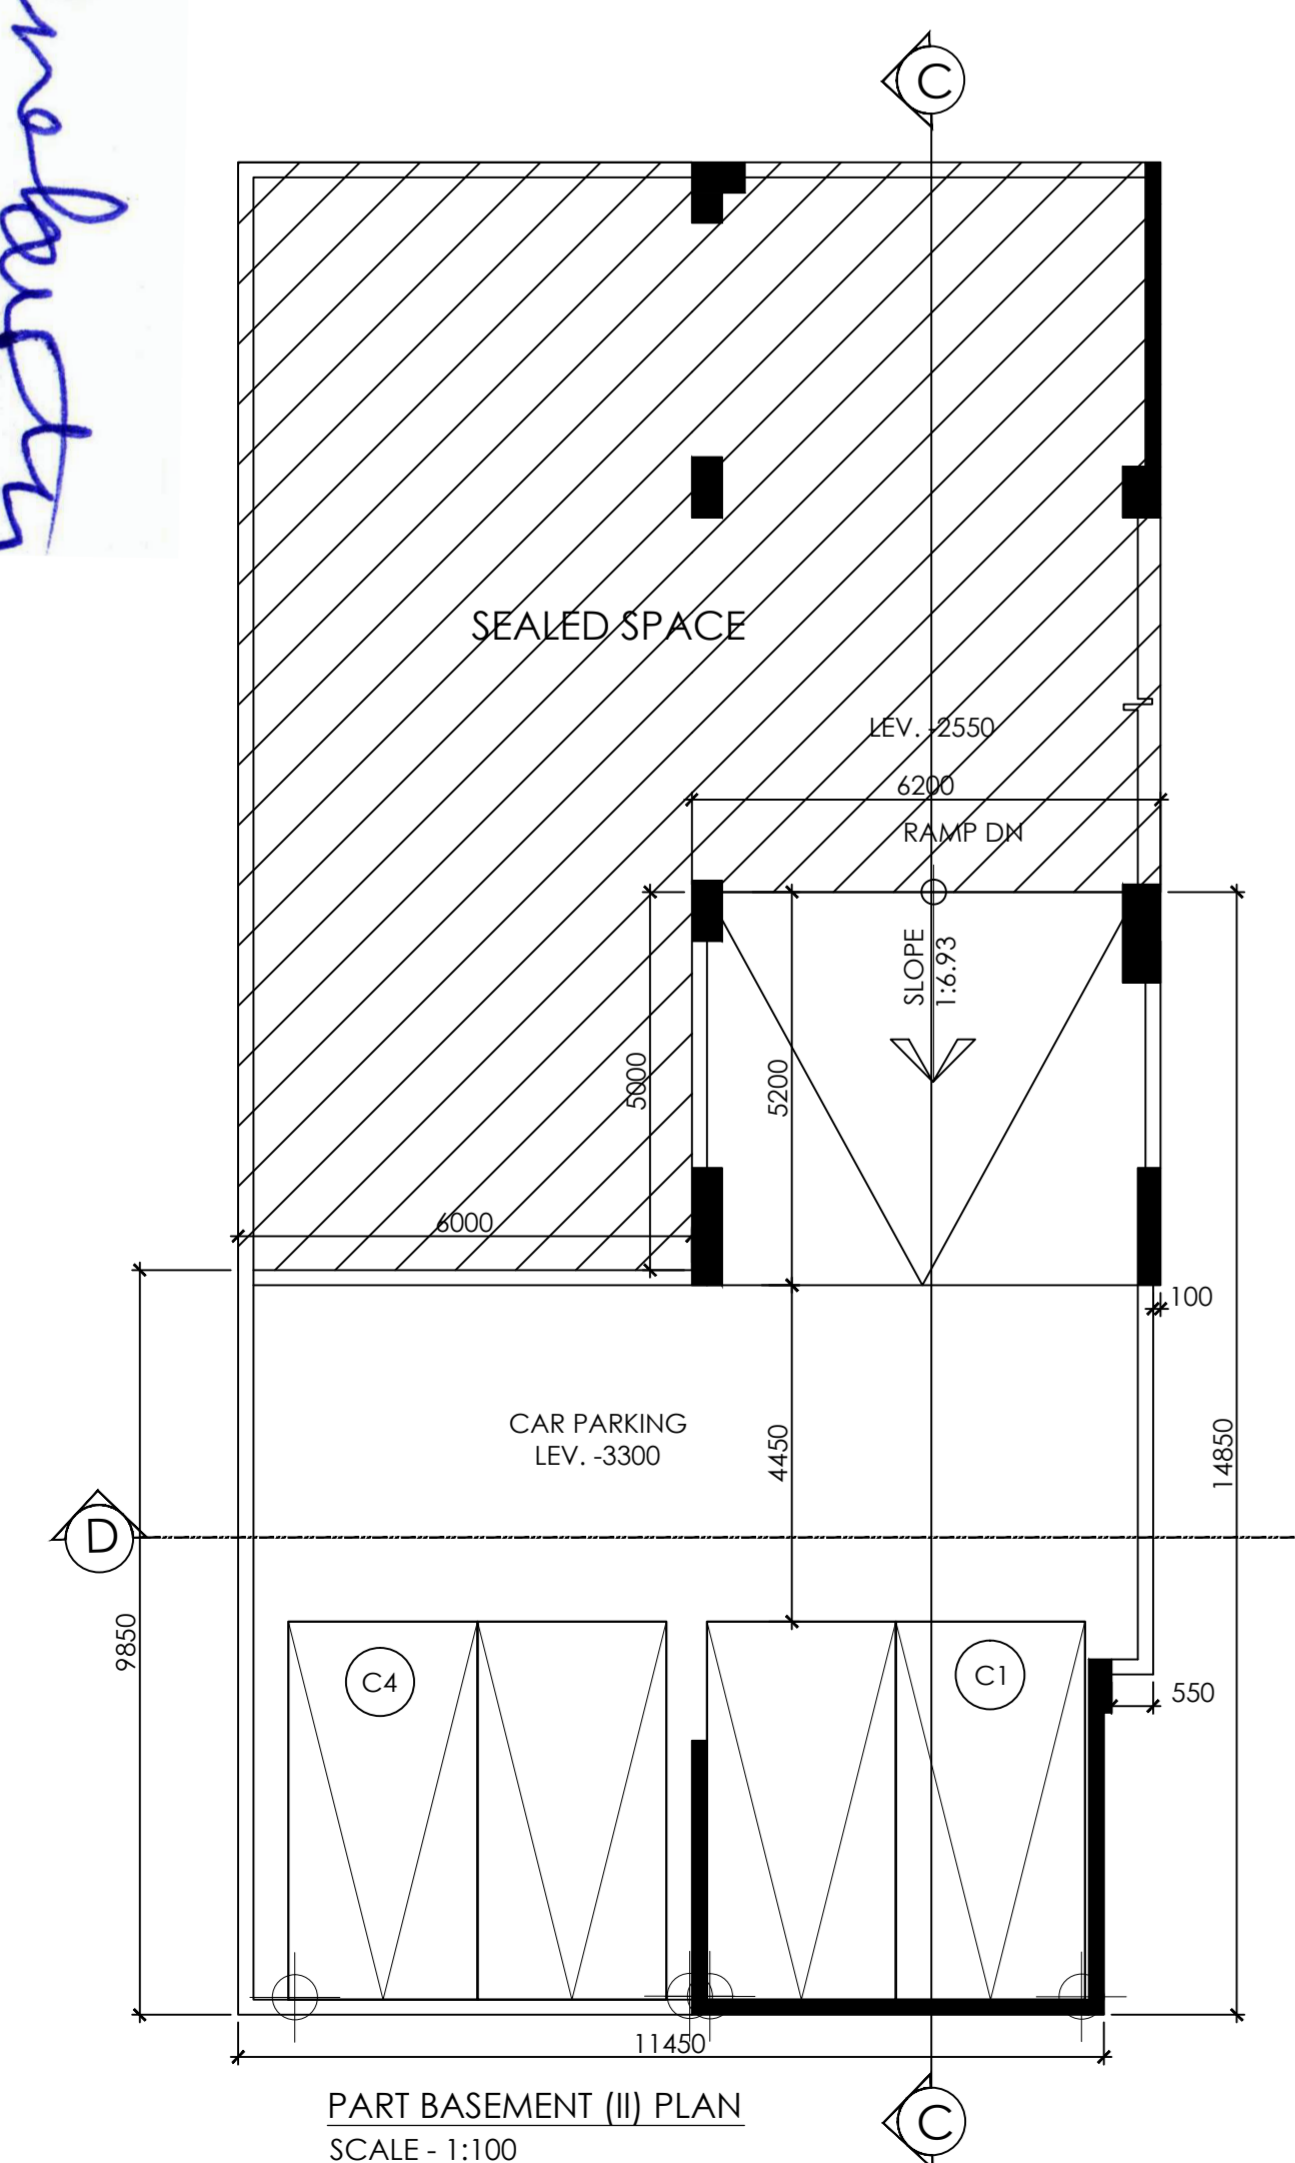 C
SEALED SPACE
LEV. -2550
6200
RAMP DN
SLOPE
1:6.93
5000
5200
6000
100
CAR PARKING
LEV. -3300
4450
14850
D
9850
C4
C1
550
11450
PART BASEMENT (II) PLAN
SCALE - 1:100
C